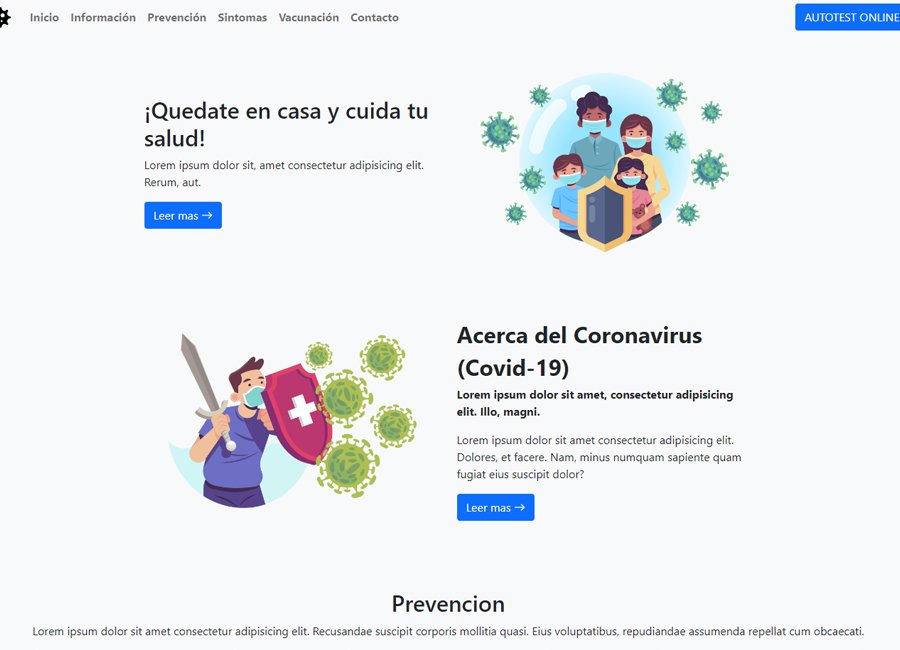 Inicio Información Prevención Sintomas Vacunación Contacto AUTOTEST ONLINE
¡Quedate en casa y cuida tu
salud!
Lorem ipsum dolor sit, amet consectetur adipisicing elit.
Rerum, aut.
Leer mas →
Acerca del Coronavirus
(Covid-19)
Lorem ipsum dolor sit amet, consectetur adipisicing
elit. Illo, magni.
Lorem ipsum dolor sit amet consectetur adipisicing elit.
Dolores, et facere. Nam, minus numquam sapiente quam
fugiat eius suscipit dolor?
Leer mas →
Prevencion
Lorem ipsum dolor sit amet consectetur adipisicing elit. Recusandae suscipit corporis mollitia quasi. Eius voluptatibus, repudiandae assumenda repellat cum obcaecati.